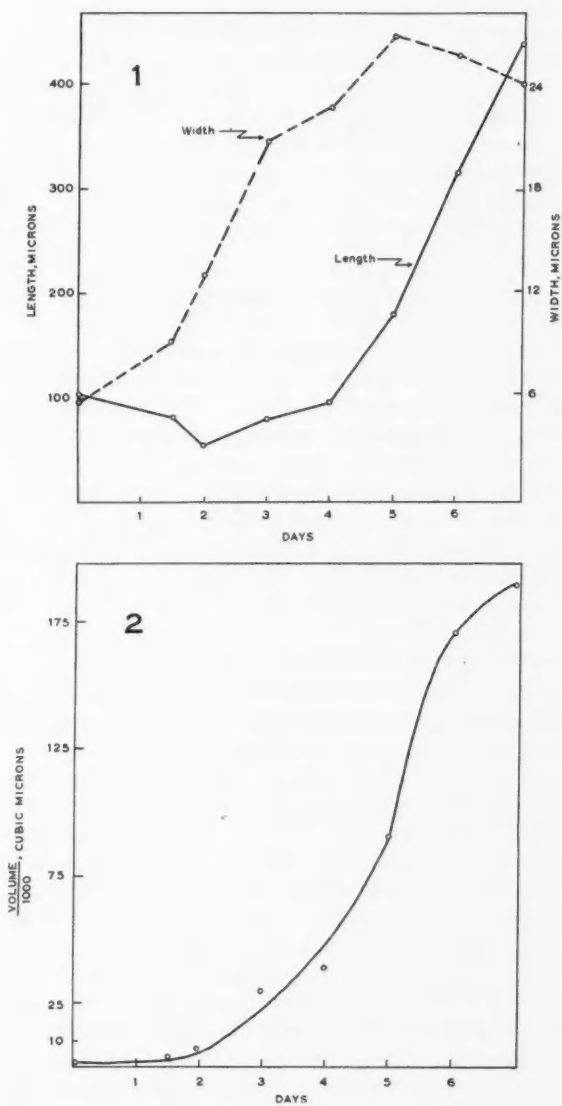 1
400
300
200
100
LENGTH, MICRONS
Width
Length
24
18
12
6
WIDTH, MICRONS
1 2 3 4 5 6
DAYS
2
175
125
75
25
10
VOLUME
1000 , CUBIC MICRONS
1 2 3 4 5 6
DAYS